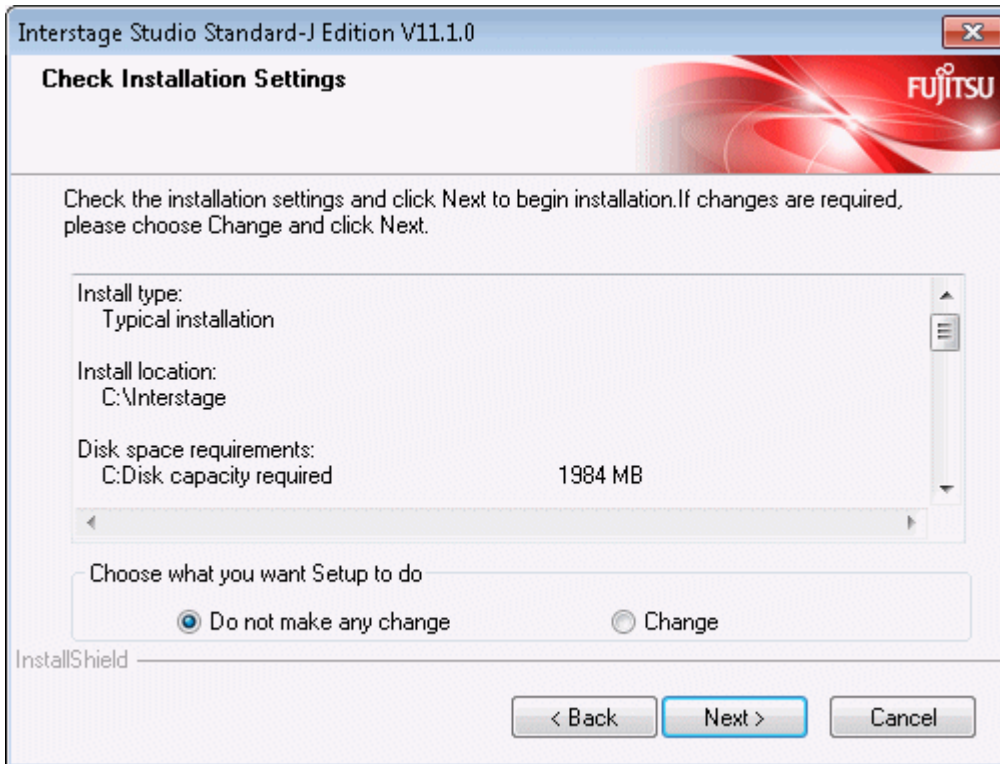 Interstage Studio Standard-J Edition V11.1.0
Check Installation Settings
FUJITSU
Check the installation settings and click Next to begin installation.If changes are required,
please choose Change and click Next.
Install type:
Typical installation
Install location:
C:\Interstage
Disk space requirements:
C:Disk capacity required 1984 MB
Choose what you want Setup to do
Do not make any change Change
InstallShield
< Back Next > Cancel